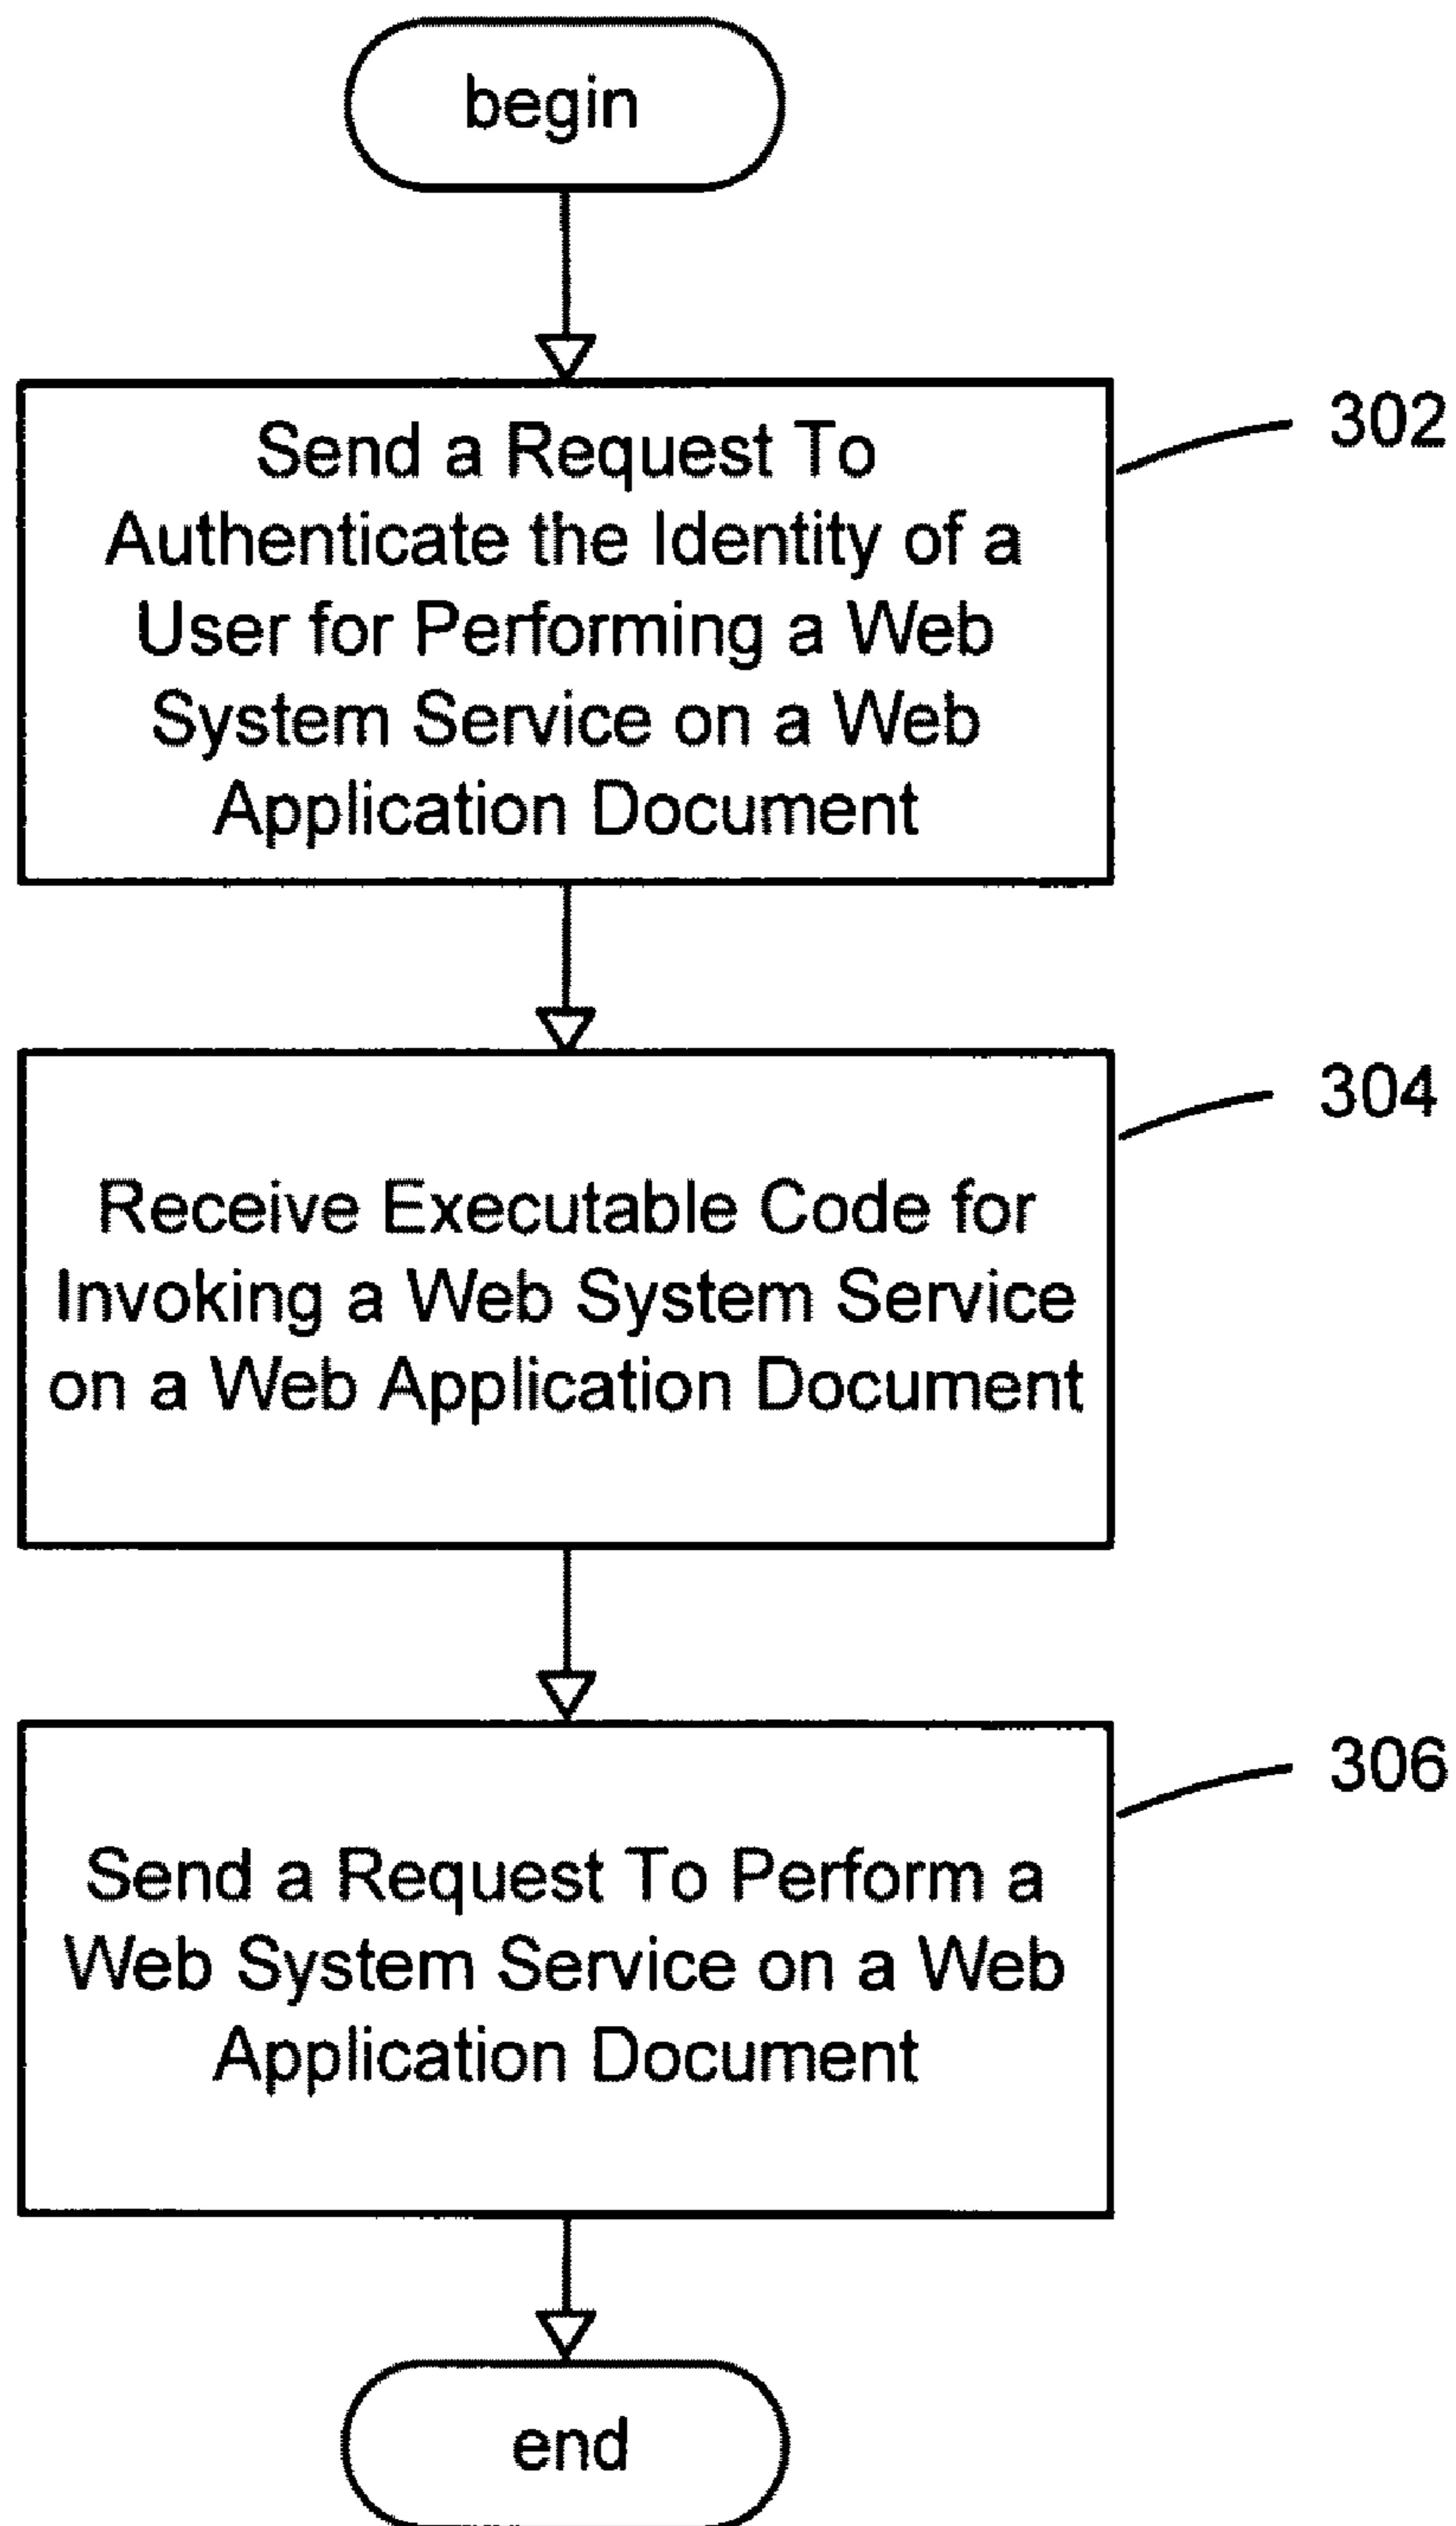 begin
Send a Request To
Authenticate the Identity of a
User for Performing a Web
System Service on a Web
Application Document
302
Receive Executable Code for
Invoking a Web System Service
on a Web Application Document
304
Send a Request To Perform a
Web System Service on a Web
Application Document
306
end